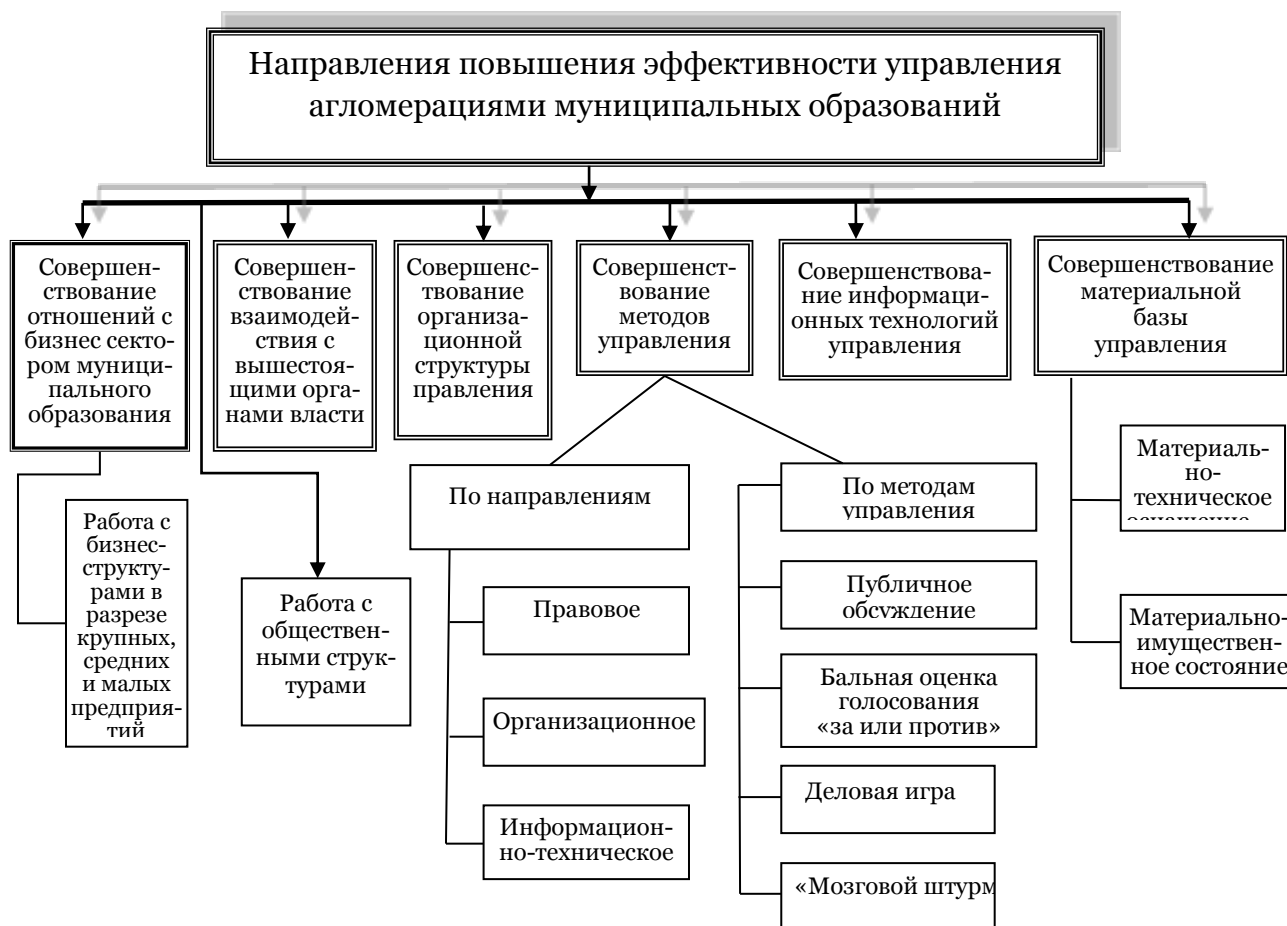 Направления повышения эффективности управления
агломерациями муниципальных образований
Совершен-
ствование
отношений с
бизнес секто-
ром муници-
пального
образования
Совершен-
ствование
взаимодей-
ствия с
вышестоя-
щими орга-
нами власти
Совершенс-
твование
организа-
ционной
структуры
правления
Совершенст-
вование
методов
управления
Совершенствова-
ние информаци-
онных технологий
управления
Совершенствование
материальной
базы
управления
Работа с
бизнес-
структу-
рами в
разрезе
крупных,
средних
и малых
предприя-
тий
Работа с
обществен-
ными струк-
турами
По направлениям
Правовое
Организационное
Информацион-
но-техническое
По методам
управления
Публичное
обсуждение
Бальная оценка
голосования
«за или против»
Деловая игра
«Мозговой штурм
Материаль-
но-
техническое
Материально-
имуществен-
ное состояние